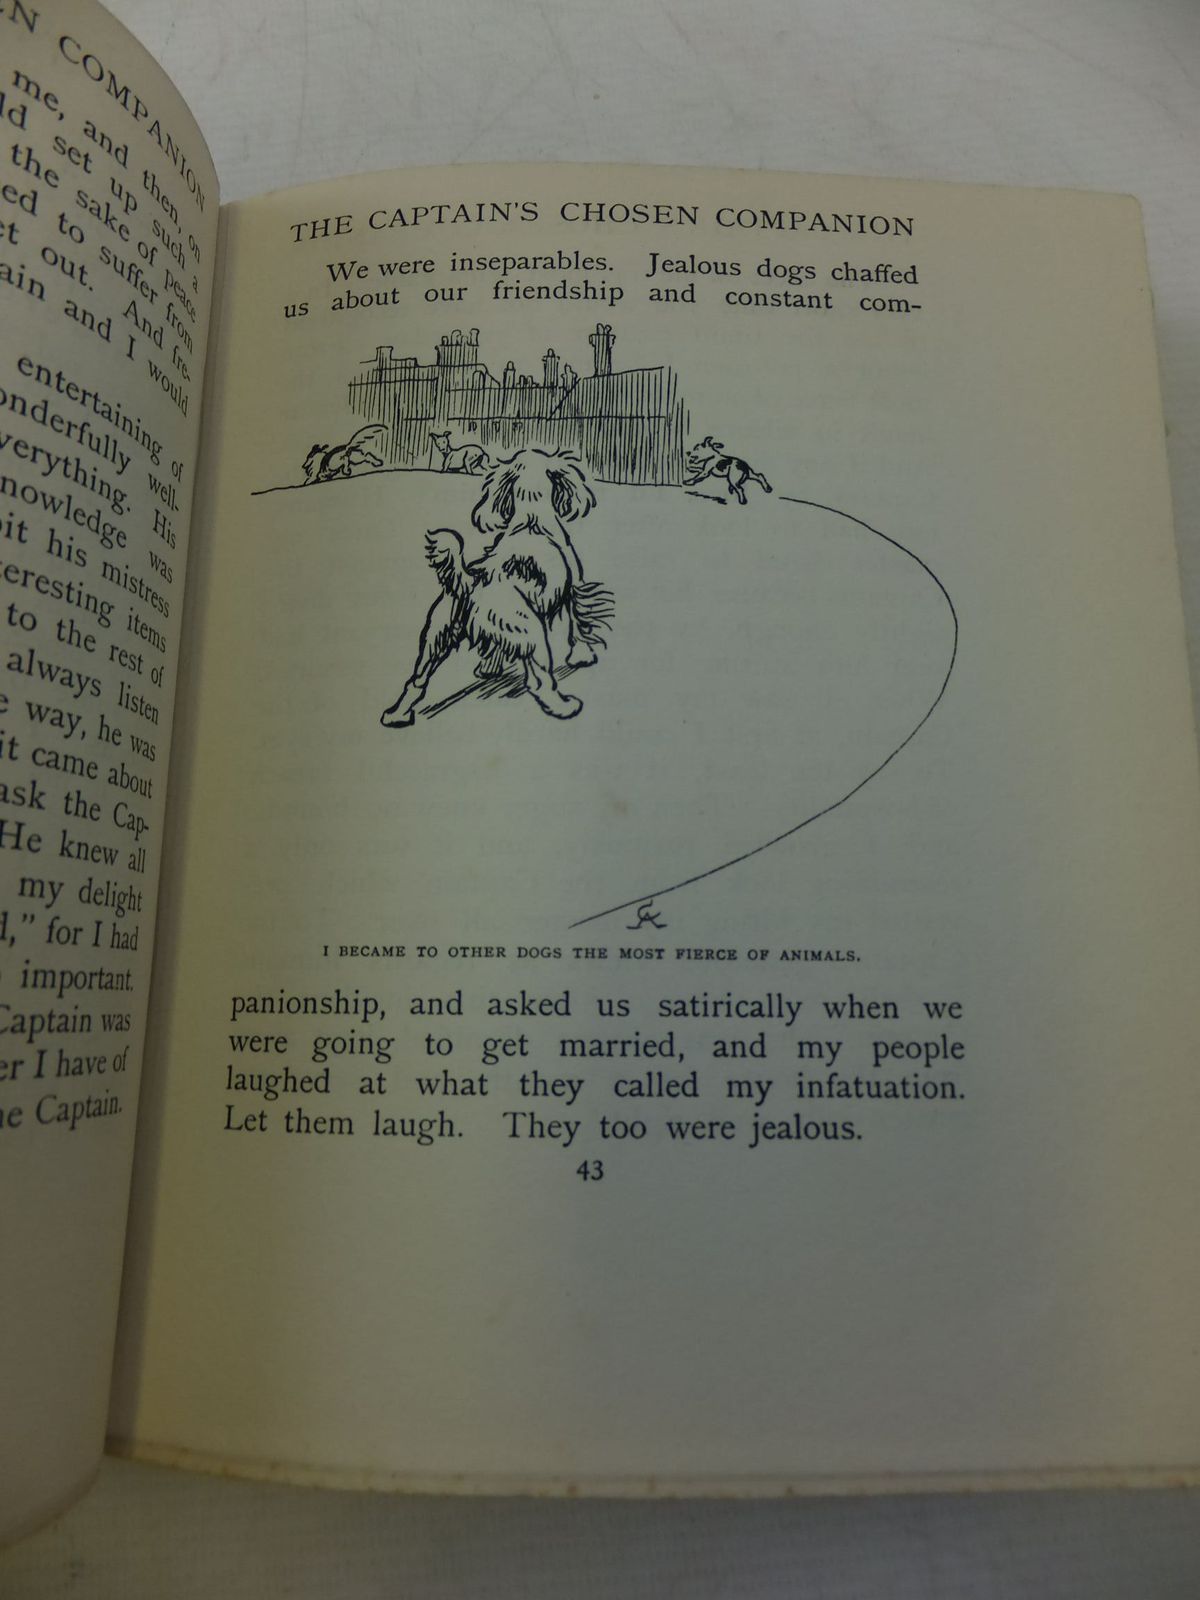 EN COMPANION
me, and then, on
ld set up such a
the sake of peace
ed to suffer from
et out. And fre-
ain and I would
entertaining of
onderfully well-
verything. His
nowledge was
bit his mistress
teresting items
to the rest of
always listen
e way, he was
it came about
ask the Cap-
He knew all
my delight
d," for I had
important.
Captain was
er I have of
he Captain.
THE CAPTAIN'S CHOSEN COMPANION
We were inseparables. Jealous dogs chaffed
us about our friendship and constant com-
I BECAME TO OTHER DOGS THE MOST FIERCE OF ANIMALS.
panionship, and asked us satirically when we
were going to get married, and my people
laughed at what they called my infatuation.
Let them laugh. They too were jealous.
43